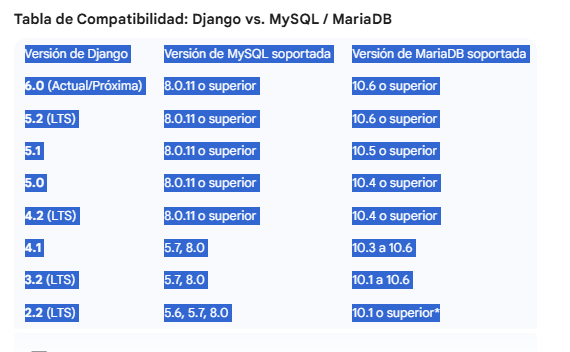 Tabla de Compatibilidad: Django vs. MySQL / MariaDB
Versión de Django Versión de MySQL soportada Versión de MariaDB soportada
6.0 (Actual/Próxima) 8.0.11 o superior 10.6 o superior
5.2 (LTS) 8.0.11 o superior 10.6 o superior
5.1 8.0.11 o superior 10.5 o superior
5.0 8.0.11 o superior 10.4 o superior
4.2 (LTS) 8.0.11 o superior 10.4 o superior
4.1 5.7, 8.0 10.3 a 10.6
3.2 (LTS) 5.7, 8.0 10.1 a 10.6
2.2 (LTS) 5.6, 5.7, 8.0 10.1 o superior*